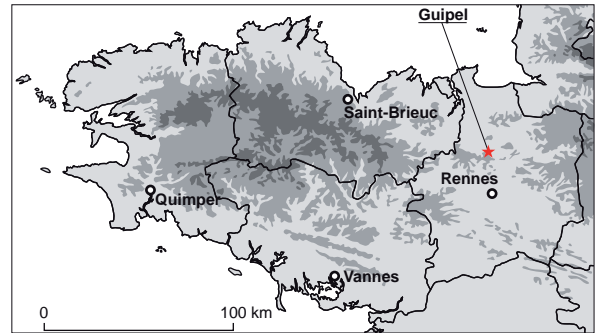 Guipel
Saint-Brieuc
Rennes
Quimper
Vannes
0 100 km